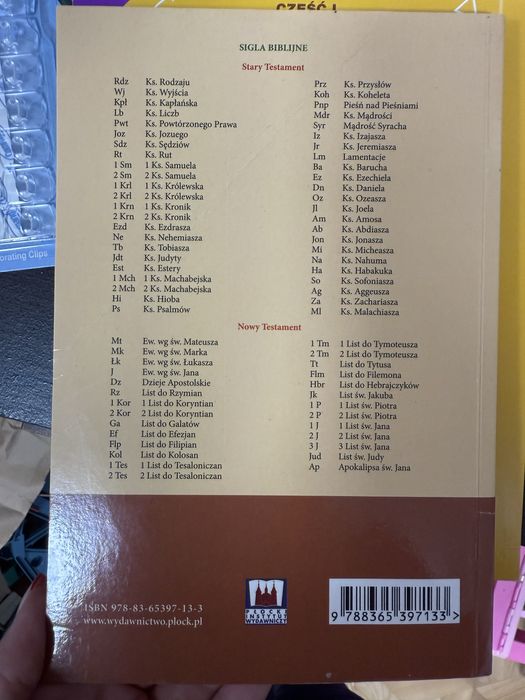 CZEŚĆ I
SIGLA BIBLIJNE
Stary Testament
Rdz Ks. Rodzaju
Wj Ks. Wyjścia
Kpł Ks. Kapłańska
Lb Ks. Liczb
Pwt Ks. Powtórzonego Prawa
Joz Ks. Jozuego
Sdz Ks. Sędziów
Rt Ks. Rut
1 Sm 1 Ks. Samuela
2 Sm 2 Ks. Samuela
1 Krl 1 Ks. Królewska
2 Krl 2 Ks. Królewska
1 Krn 1 Ks. Kronik
2 Krn 2 Ks. Kronik
Ezd Ks. Ezdrasza
Ne Ks. Nehemiasza
Tb Ks. Tobiasza
Jdt Ks. Judyty
Est Ks. Estery
1 Mch 1 Ks. Machabejska
2 Mch 2 Ks. Machabejska
Hi Ks. Hioba
Ps Ks. Psalmów
Prz Ks. Przysłów
Koh Ks. Koheleta
Pnp Pieśń nad Pieśniami
Mdr Ks. Mądrości
Syr Mądrość Syracha
Iz Ks. Izajasza
Jr Ks. Jeremiasza
Lm Lamentacje
Ba Ks. Barucha
Ez Ks. Ezechiela
Dn Ks. Daniela
Oz Ks. Ozeasza
Jl Ks. Joela
Am Ks. Amosa
Ab Ks. Abdiasza
Jon Ks. Jonasza
Mi Ks. Micheasza
Na Ks. Nahuma
Ha Ks. Habakuka
So Ks. Sofoniasza
Ag Ks. Aggeusza
Za Ks. Zachariasza
Ml Ks. Malachiasza
Nowy Testament
Mt Ew. wg św. Mateusza
Mk Ew. wg św. Marka
Łk Ew. wg św. Łukasza
J Ew. wg św. Jana
Dz Dzieje Apostolskie
Rz List do Rzymian
1 Kor 1 List do Koryntian
2 Kor 2 List do Koryntian
Ga List do Galatów
Ef List do Efezjan
Flp List do Filipian
Kol List do Kolosan
1 Tes 1 List do Tesaloniczan
2 Tes 2 List do Tesaloniczan
1 Tm 1 List do Tymoteusza
2 Tm 2 List do Tymoteusza
Tt List do Tytusa
Flm List do Filemona
Hbr List do Hebrajczyków
Jk List św. Jakuba
1 P 1 List św. Piotra
2 P 2 List św. Piotra
1 J 1 List św. Jana
2 J 2 List św. Jana
3 J 3 List św. Jana
Jud List św. Judy
Ap Apokalipsa św. Jana
orating Clips
ISBN 978-83-65397-13-3
www.wydawnictwo.plock.pl
PŁOCKI
INSTYTUT
WYDAWNICZY
9 788365 397133 >